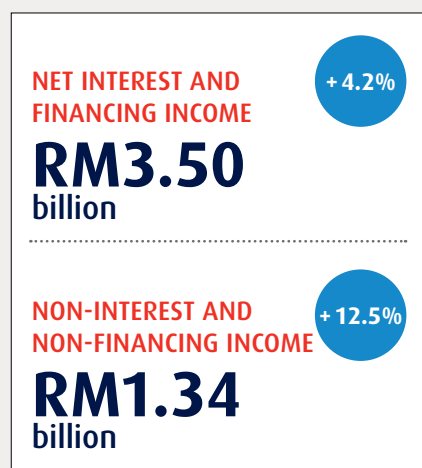 NET INTEREST AND
FINANCING INCOME
+4.2%
RM3.50
billion
NON-INTEREST AND
NON-FINANCING INCOME
+12.5%
RM1.34
billion